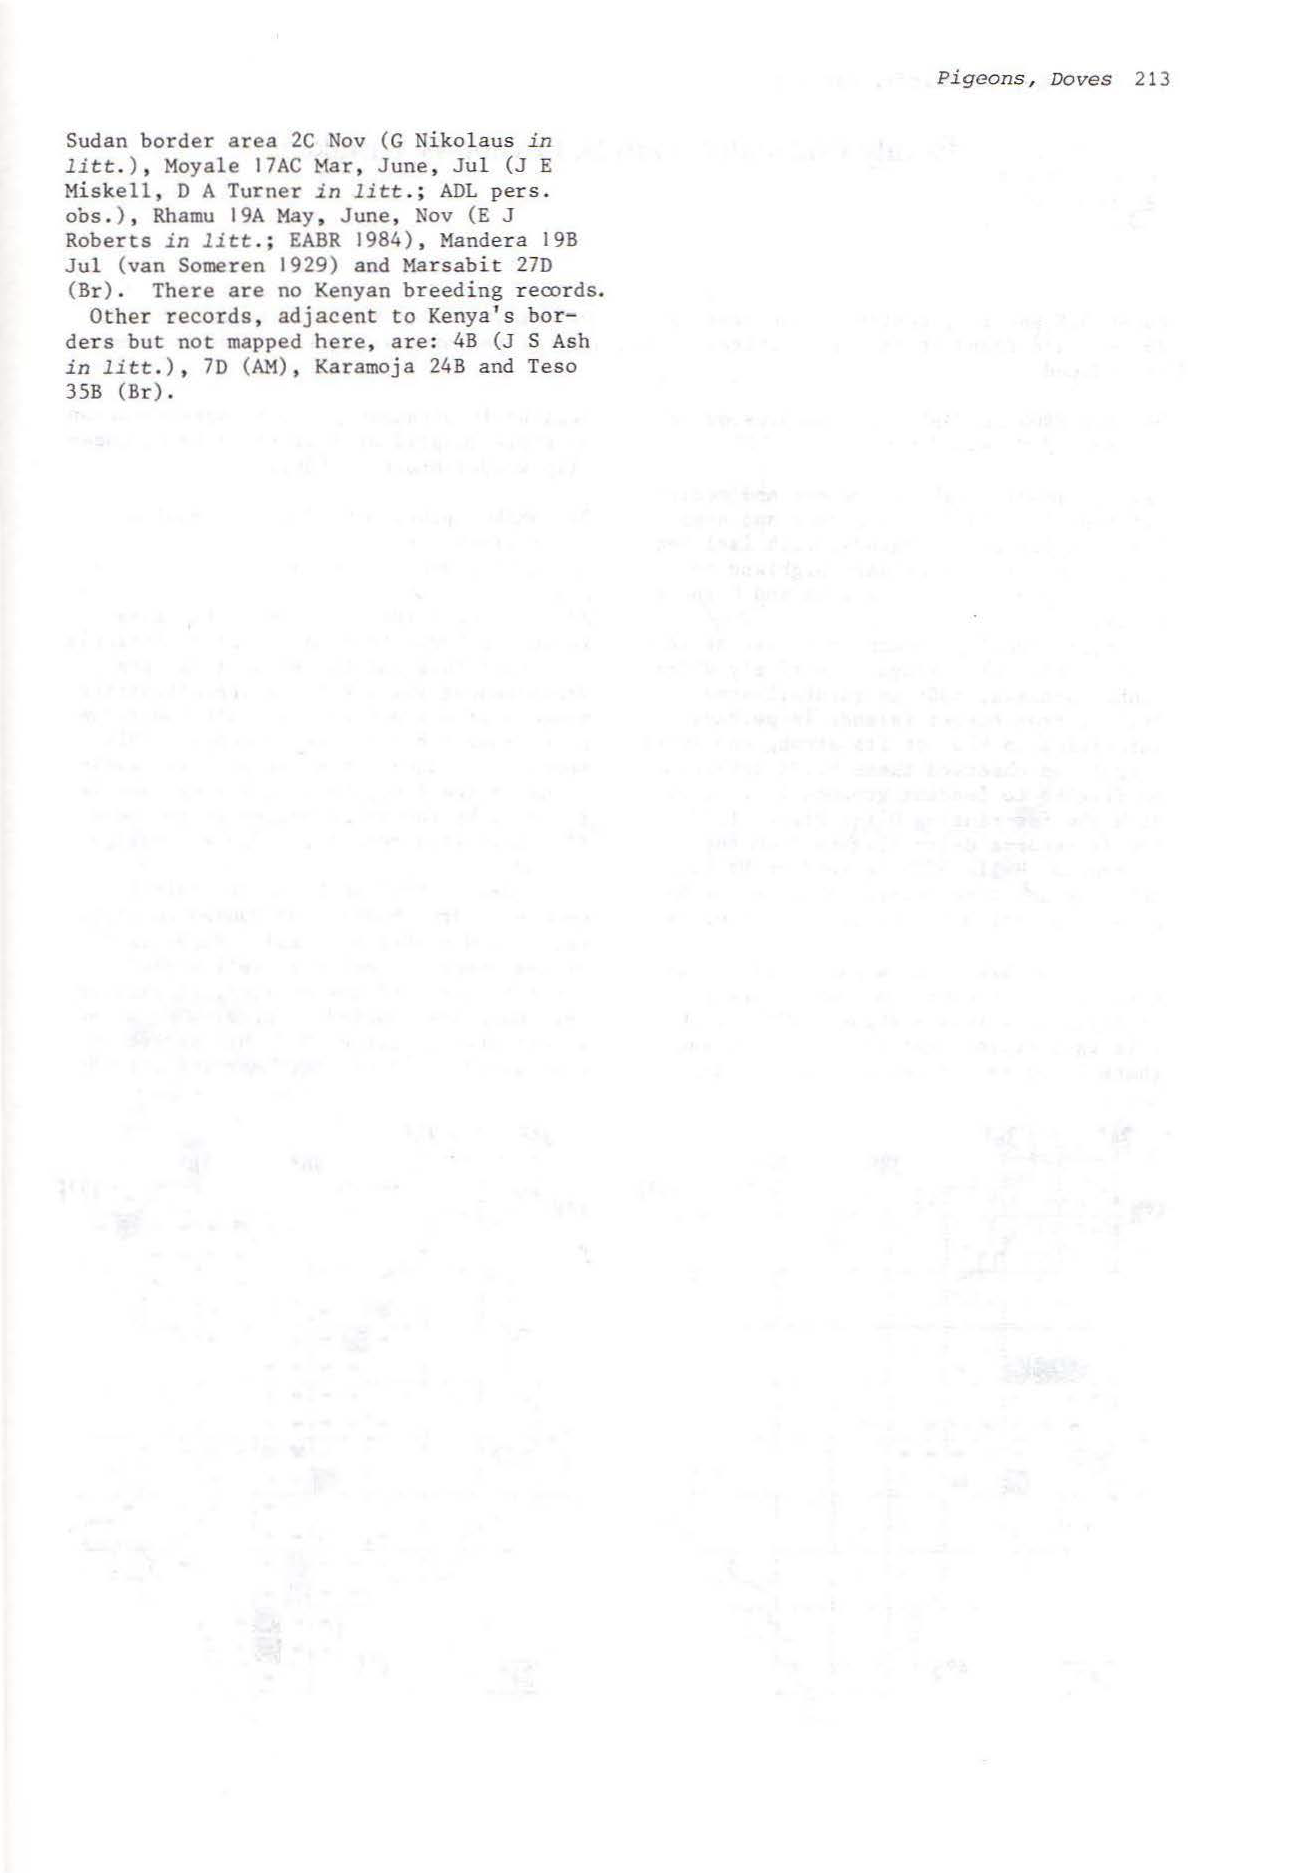 Pigeons, Doves 213
Sudan border area 2C Nov (G Nikolaus in
litt.), Moyale 17AC Mar, June, Jul (J E
Miskell, D A Turner in litt.; ADL pers.
obs.), Rhamu 19A May, June, Nov (E J
Roberts in litt.; EABR 1984), Mandera 19B
Jul (van Someren 1929) and Marsabit 27D
(Br). There are no Kenyan breeding records.
Other records, adjacent to Kenya's bor-
ders but not mapped here, are: 4B (J S Ash
in litt.), 7D (AM), Karamoja 24B and Teso
35B (Br).